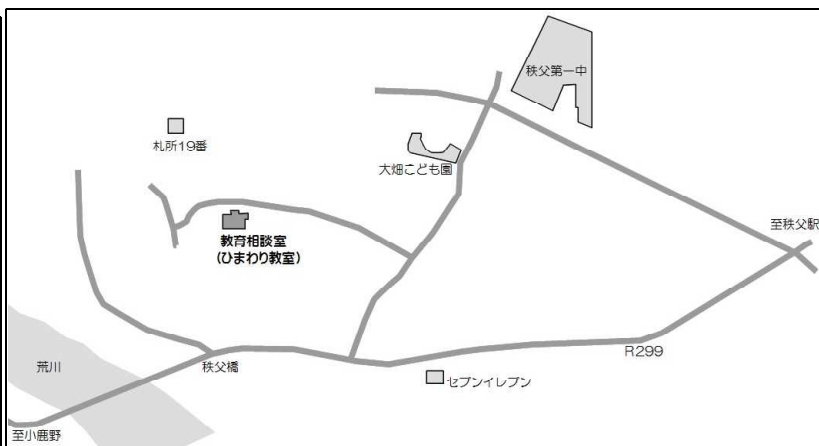 秩父第一中
札所19番
大畑こども園
教育相談室
(ひまわり教室)
至秩父駅
R299
荒川
秩父橋
セブンイレブン
至小鹿野